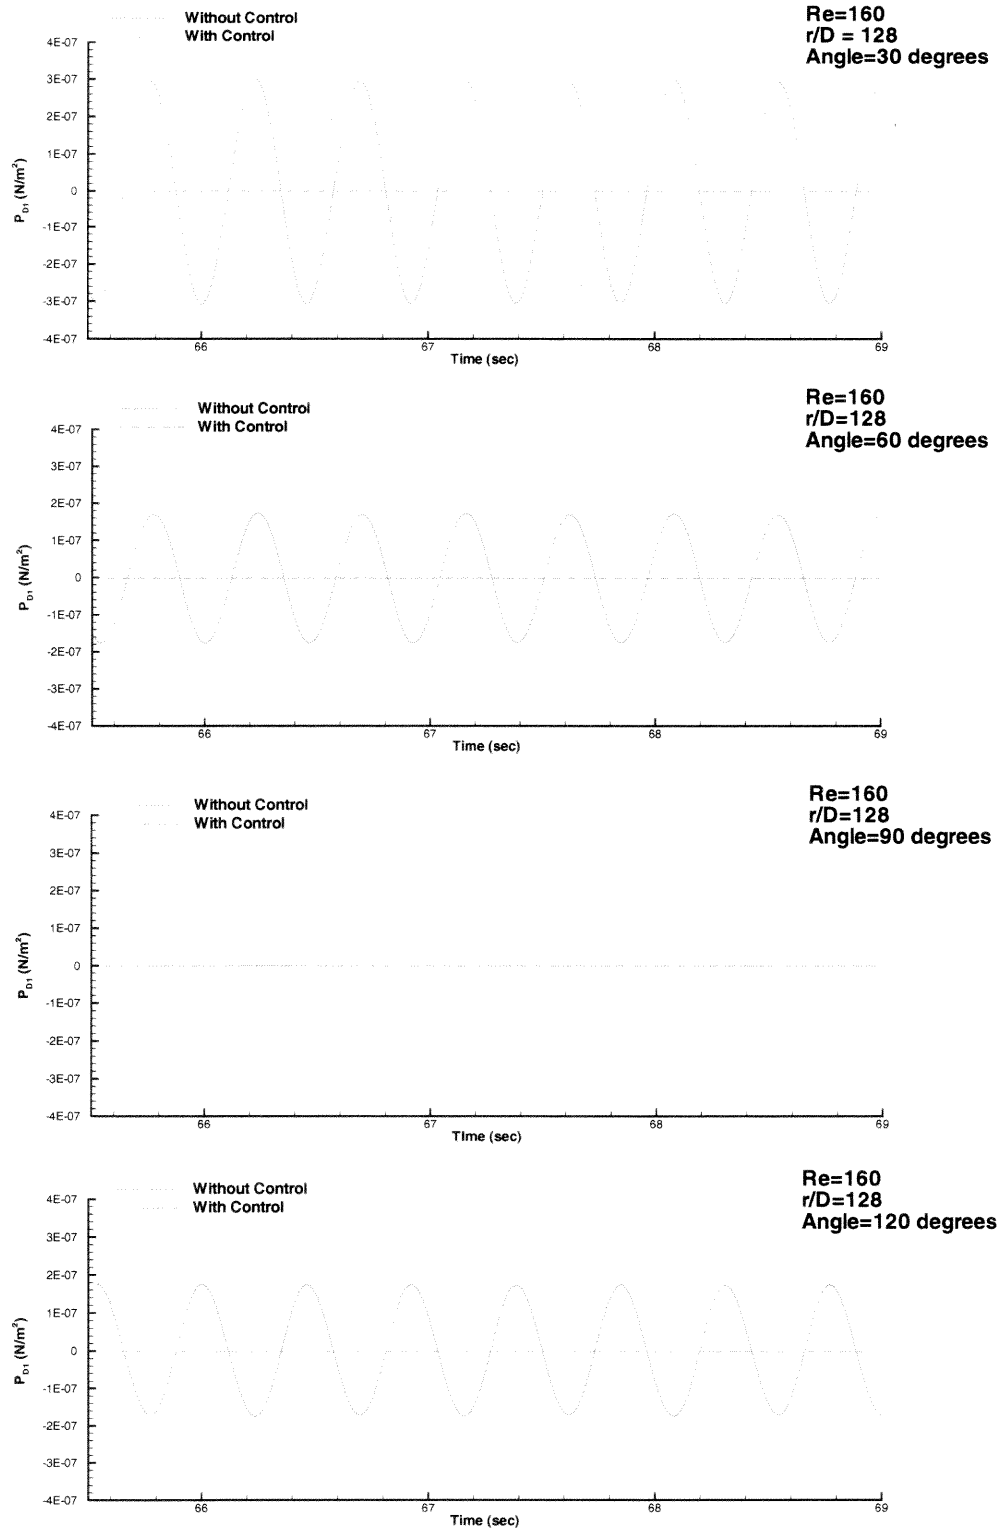 Without Control
With Control
Re=160
r/D = 128
Angle=30 degrees
4E-07
3E-07
2E-07
1E-07
0
-1E-07
-2E-07
-3E-07
-4E-07
P_D1 (N/m²)
66
67
68
69
Time (sec)
Without Control
With Control
Re=160
r/D=128
Angle=60 degrees
4E-07
3E-07
2E-07
1E-07
0
-1E-07
-2E-07
-3E-07
-4E-07
P_D1 (N/m²)
66
67
68
69
Time (sec)
Without Control
With Control
Re=160
r/D=128
Angle=90 degrees
4E-07
3E-07
2E-07
1E-07
0
-1E-07
-2E-07
-3E-07
-4E-07
P_D1 (N/m²)
66
67
68
69
TIme (sec)
Without Control
With Control
Re=160
r/D=128
Angle=120 degrees
4E-07
3E-07
2E-07
1E-07
0
-1E-07
-2E-07
-3E-07
-4E-07
P_D1 (N/m²)
66
67
68
69
Time (sec)